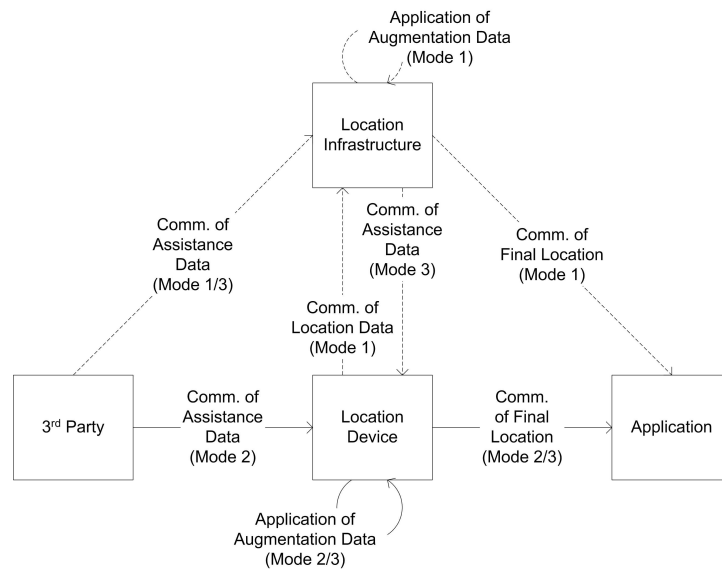 Application of
Augmentation Data
(Mode 1)
Location
Infrastructure
Comm. of
Assistance
Data
(Mode 1/3)
Comm. of
Assistance
Data
(Mode 3)
Comm. of
Final Location
(Mode 1)
Comm. of
Location Data
(Mode 1)
3rd Party
Comm. of
Assistance
Data
(Mode 2)
Location
Device
Comm.
of Final
Location
(Mode 2/3)
Application
Application of
Augmentation Data
(Mode 2/3)